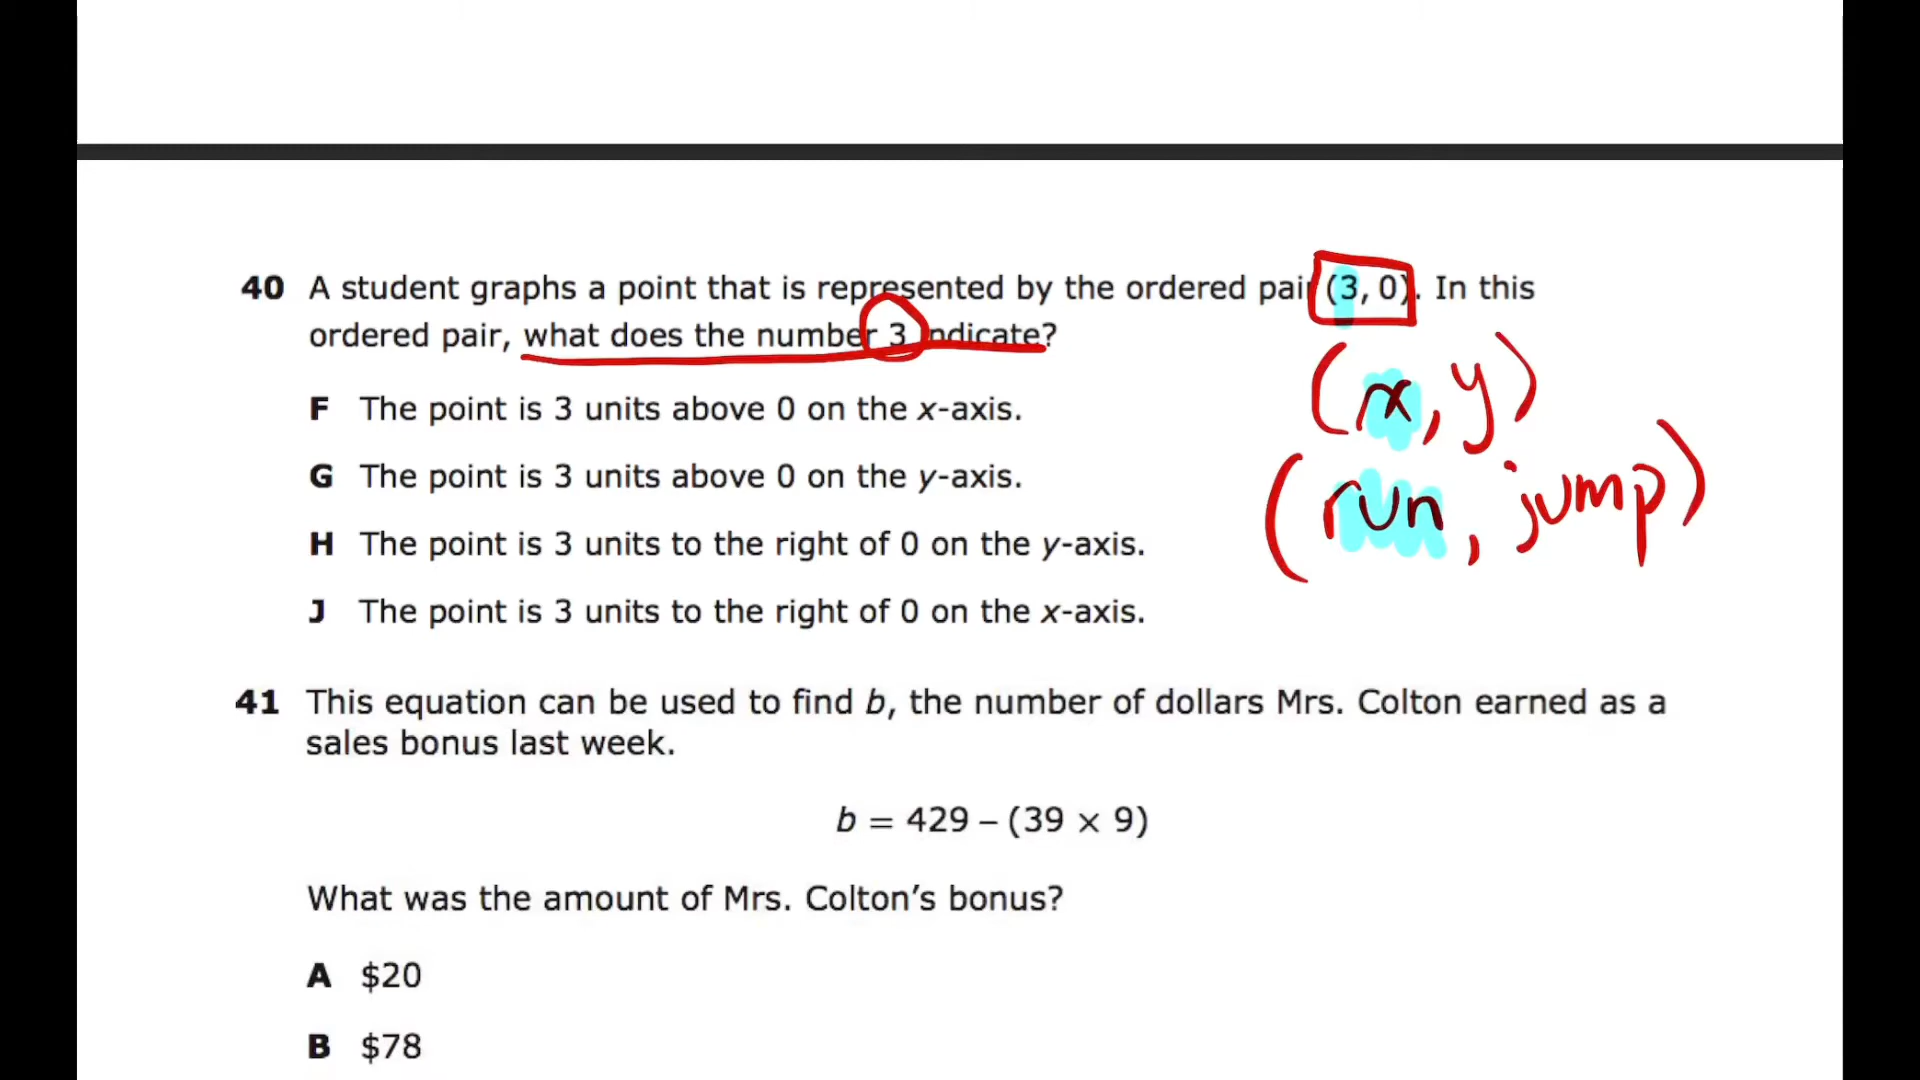 40 A student graphs a point that is represented by the ordered pair (3, 0). In this
ordered pair, what does the number 3 indicate?
(x, y)
F The point is 3 units above 0 on the x-axis.
G The point is 3 units above 0 on the y-axis.
(run, jump)
H The point is 3 units to the right of 0 on the y-axis.
J The point is 3 units to the right of 0 on the x-axis.
41 This equation can be used to find b, the number of dollars Mrs. Colton earned as a
sales bonus last week.
b = 429 – (39 × 9)
What was the amount of Mrs. Colton’s bonus?
A $20
B $78